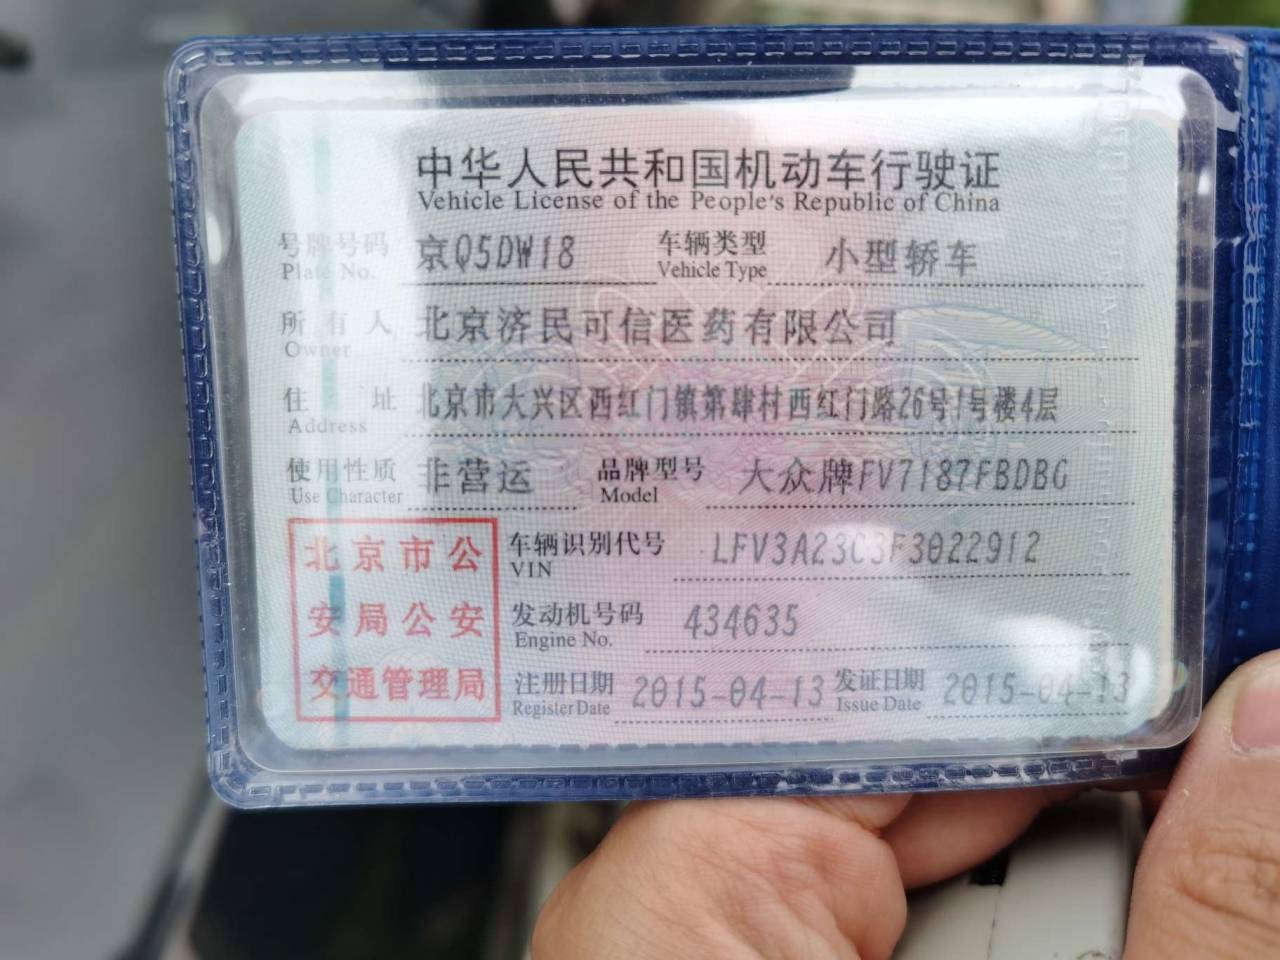 中华人民共和国机动车行驶证
Vehicle License of the People's Republic of China
号牌号码 京Q5DW18 车辆类型 小型轿车
Plate No. Vehicle Type
所有人 北京济民可信医药有限公司
Owner
住址 北京市大兴区西红门镇第肆村西红门路26号1号楼4层
Address
使用性质 非营运 品牌型号 大众牌FV7187FBDBG
Use Character Model
北京市公 车辆识别代号 LFV3A23C3F3022912
VIN
安局公安 发动机号码 434635
Engine No.
交通管理局 注册日期 2015-04-13 发证日期 2015-04-13
Register Date Issue Date